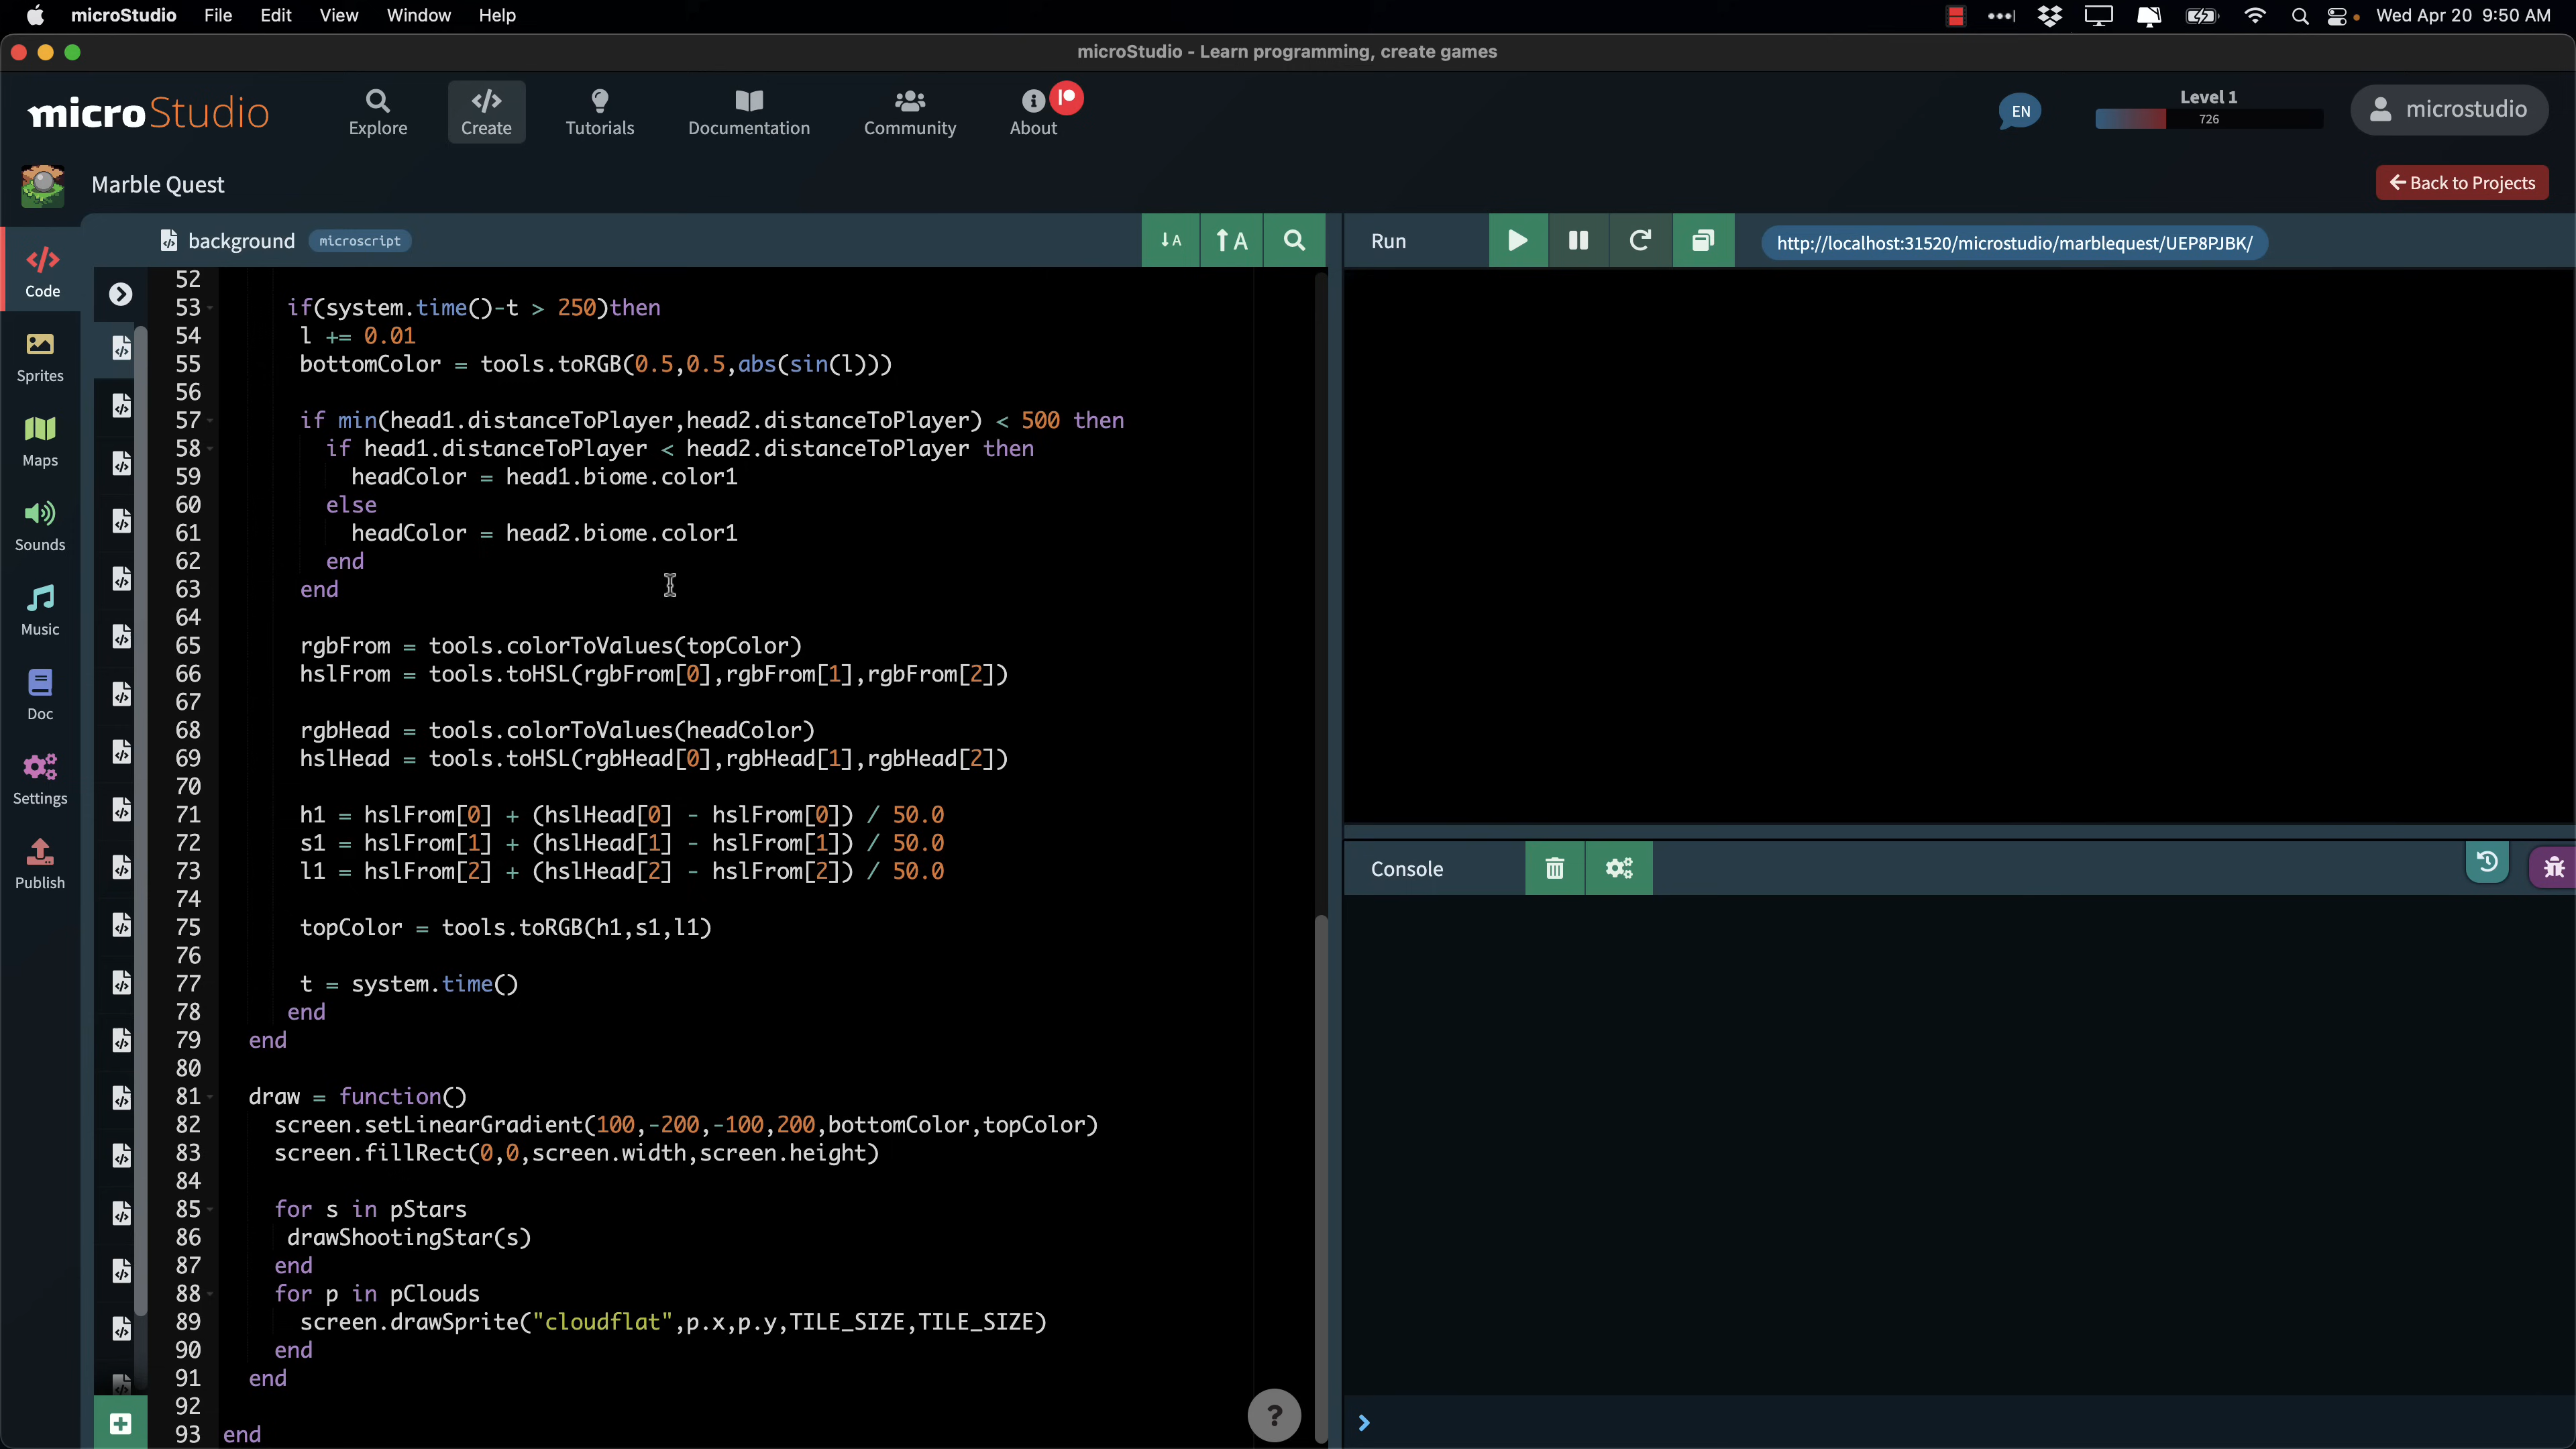 microStudio File Edit View Window Help Wed Apr 20 9:50 AM
microStudio - Learn programming, create games
microStudio Explore Create Tutorials Documentation Community About EN Level 1 726 microstudio
Marble Quest Back to Projects
Code
Sprites
Maps
Sounds
Music
Doc
Settings
Publish
background microscript A A
52
53 if(system.time()-t > 250)then
54 l += 0.01
55 bottomColor = tools.toRGB(0.5,0.5,abs(sin(l)))
56
57 if min(head1.distanceToPlayer,head2.distanceToPlayer) < 500 then
58 if head1.distanceToPlayer < head2.distanceToPlayer then
59 headColor = head1.biome.color1
60 else
61 headColor = head2.biome.color1
62 end
63 end
64
65 rgbFrom = tools.colorToValues(topColor)
66 hslFrom = tools.toHSL(rgbFrom[0],rgbFrom[1],rgbFrom[2])
67
68 rgbHead = tools.colorToValues(headColor)
69 hslHead = tools.toHSL(rgbHead[0],rgbHead[1],rgbHead[2])
70
71 h1 = hslFrom[0] + (hslHead[0] - hslFrom[0]) / 50.0
72 s1 = hslFrom[1] + (hslHead[1] - hslFrom[1]) / 50.0
73 l1 = hslFrom[2] + (hslHead[2] - hslFrom[2]) / 50.0
74
75 topColor = tools.toRGB(h1,s1,l1)
76
77 t = system.time()
78 end
79 end
80
81 draw = function()
82 screen.setLinearGradient(100,-200,-100,200,bottomColor,topColor)
83 screen.fillRect(0,0,screen.width,screen.height)
84
85 for s in pStars
86 drawShootingStar(s)
87 end
88 for p in pClouds
89 screen.drawSprite("cloudflat",p.x,p.y,TILE_SIZE,TILE_SIZE)
90 end
91 end
92
93 end
?
Run http://localhost:31520/microstudio/marblequest/UEP8PJBK/
Console